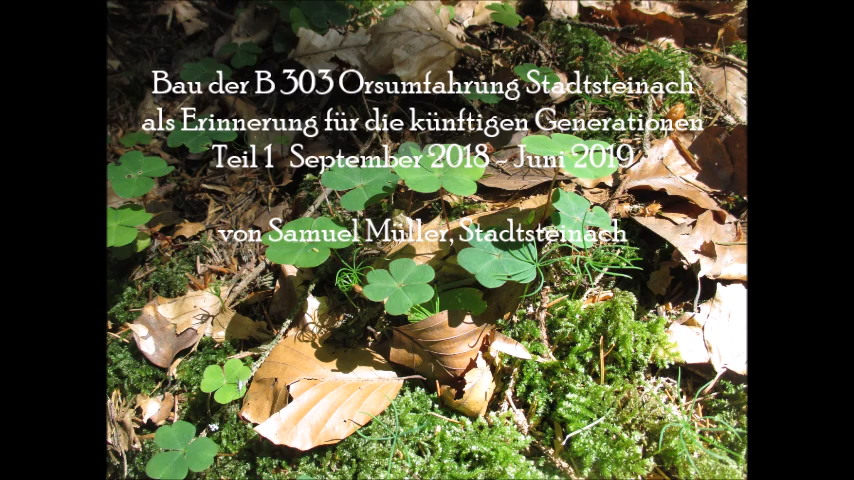 Bau der B 303 Orsumfahrung Stadtsteinach
als Erinnerung für die künftigen Generationen
Teil 1 September 2018 - Juni 2019
von Samuel Müller, Stadtsteinach